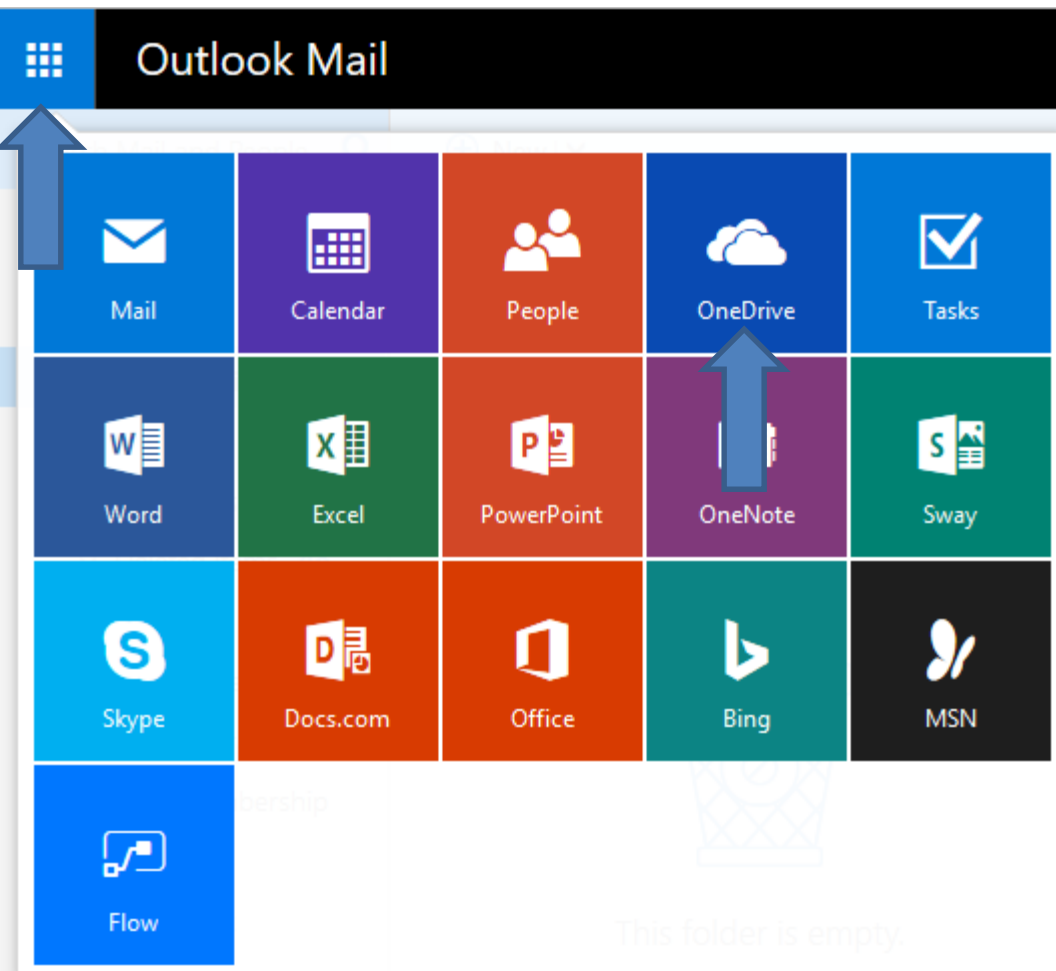 Outlook Mail
Mail Calendar People OneDrive Tasks
W X P
S
Word Excel PowerPoint OneNote Sway
S D
Skype Docs.com Office Bing MSN
bership
Flow
This folder is empty.